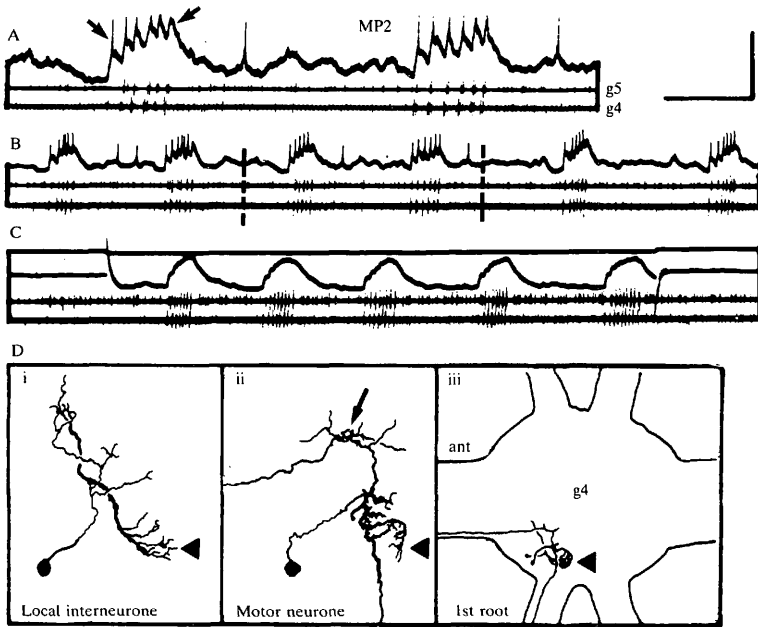 A
MP2
g5
g4
B
C
D
i
ii
iii
ant
g4
Local interneurone
Motor neurone
1st root